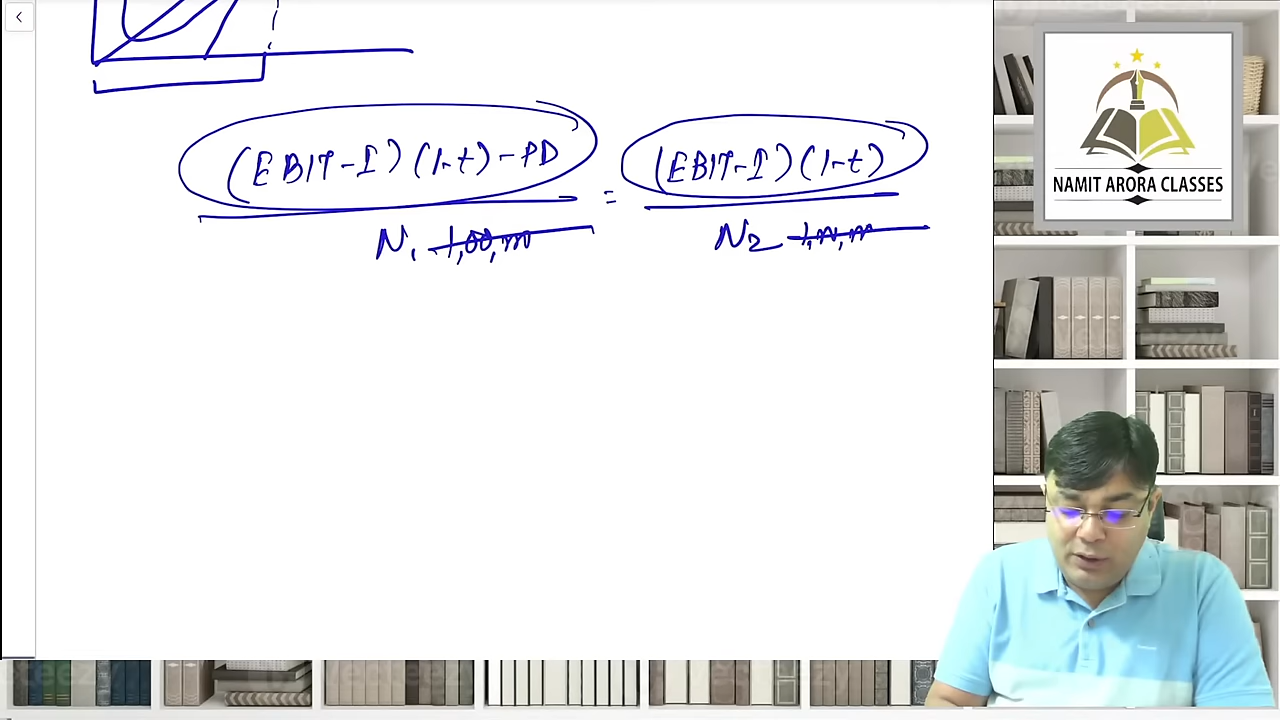 (EBIT-I)(1-t)-PD = (EBIT-I)(1-t)
N1 1,00,000 N2
NAMIT ARORA CLASSES